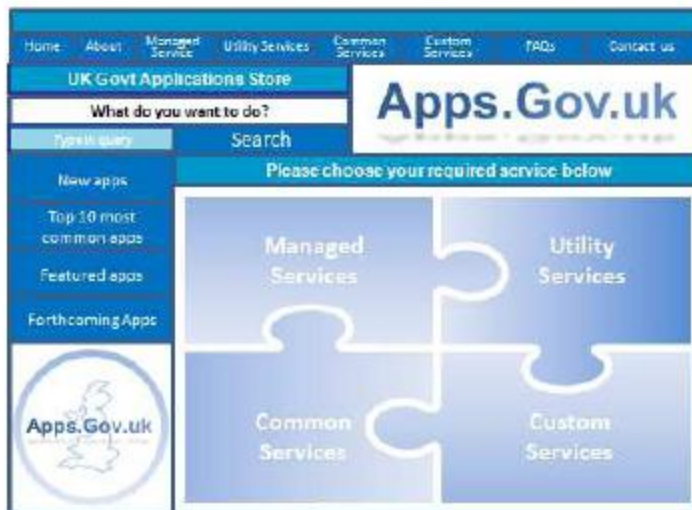 Home About Managed Service Utility Services Common Services Custom Services FAQs Contact us
UK Govt Applications Store
What do you want to do?
Type in query Search
Apps.Gov.uk
Please choose your required service below
New apps
Top 10 most
common apps
Featured apps
Forthcoming Apps
Managed
Services
Utility
Services
Common
Services
Custom
Services
Apps.Gov.uk